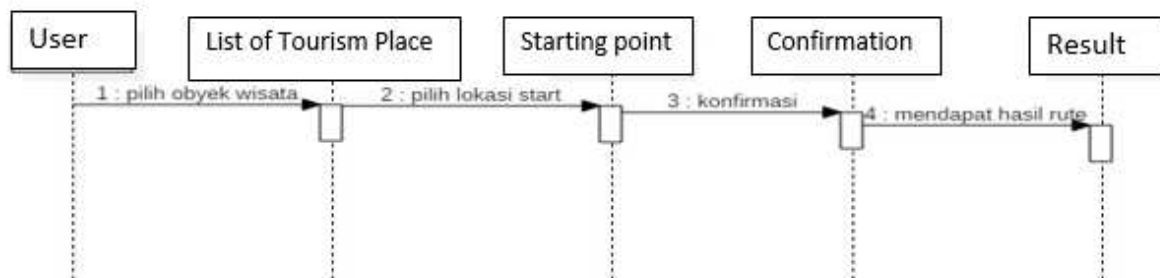 User
List of Tourism Place
Starting point
Confirmation
Result
1 : pilih obyek wisata
2 : pilih lokasi start
3 : konfirmasi
4 : mendapat hasil rute